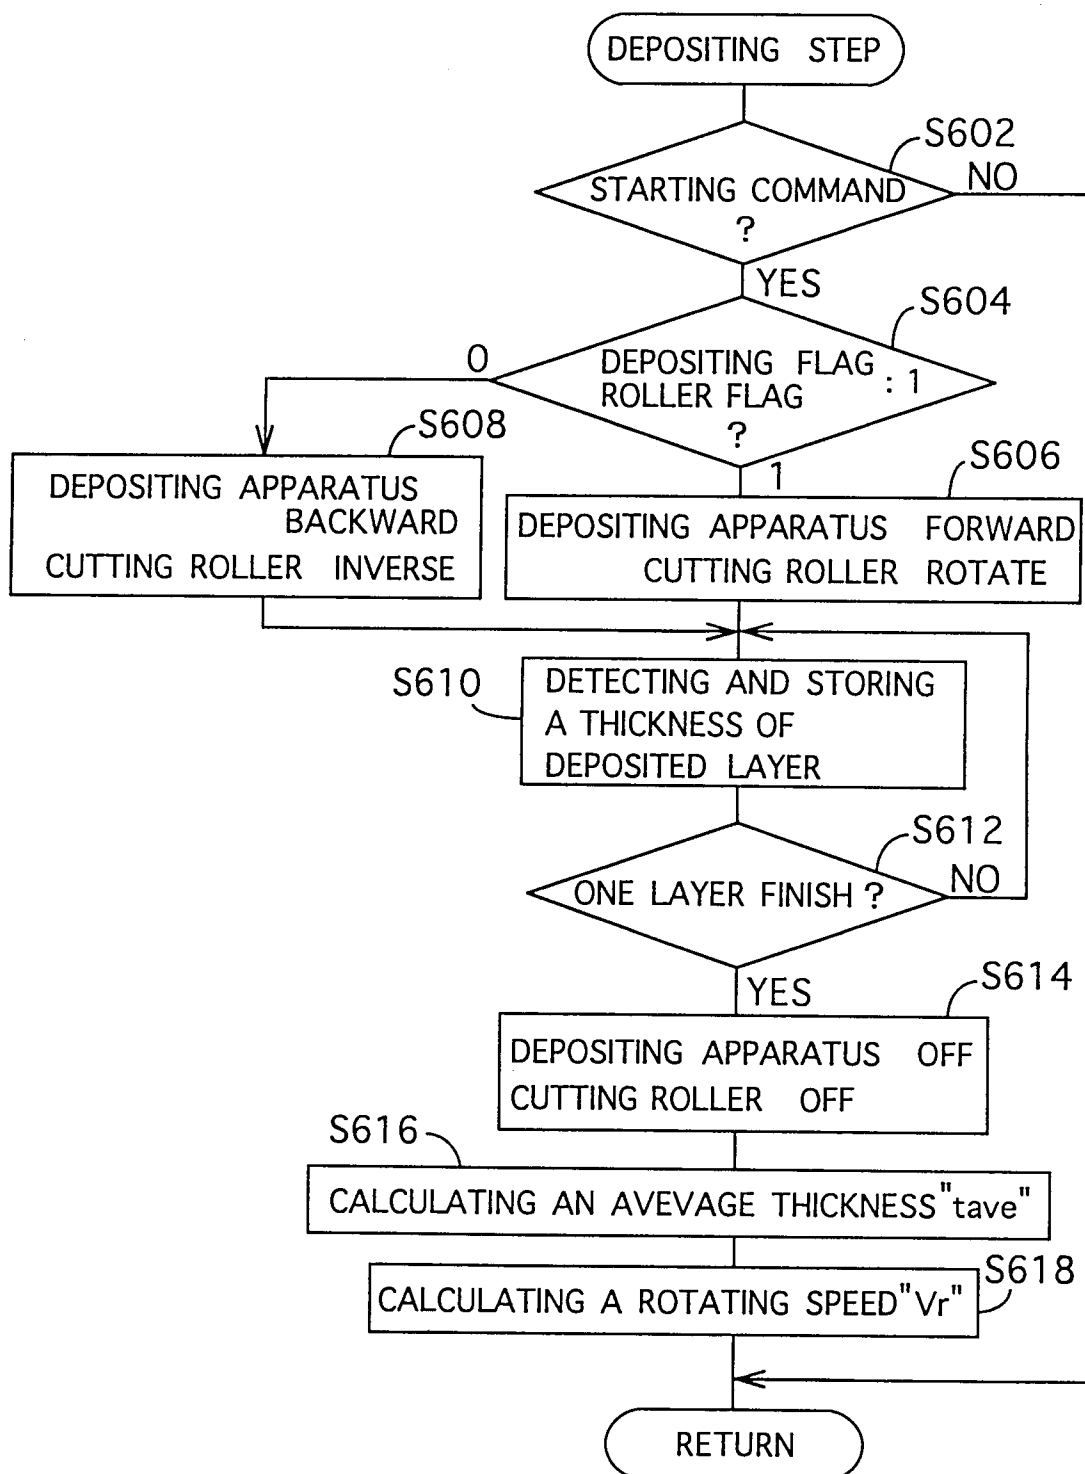 DEPOSITING STEP
S602
STARTING COMMAND
?
NO
YES
S604
DEPOSITING FLAG
ROLLER FLAG
: 1
?
0
1
S608
DEPOSITING APPARATUS
BACKWARD
CUTTING ROLLER INVERSE
S606
DEPOSITING APPARATUS FORWARD
CUTTING ROLLER ROTATE
S610
DETECTING AND STORING
A THICKNESS OF
DEPOSITED LAYER
S612
ONE LAYER FINISH ?
NO
YES
S614
DEPOSITING APPARATUS OFF
CUTTING ROLLER OFF
S616
CALCULATING AN AVEVAGE THICKNESS "tave"
S618
CALCULATING A ROTATING SPEED "Vr"
RETURN